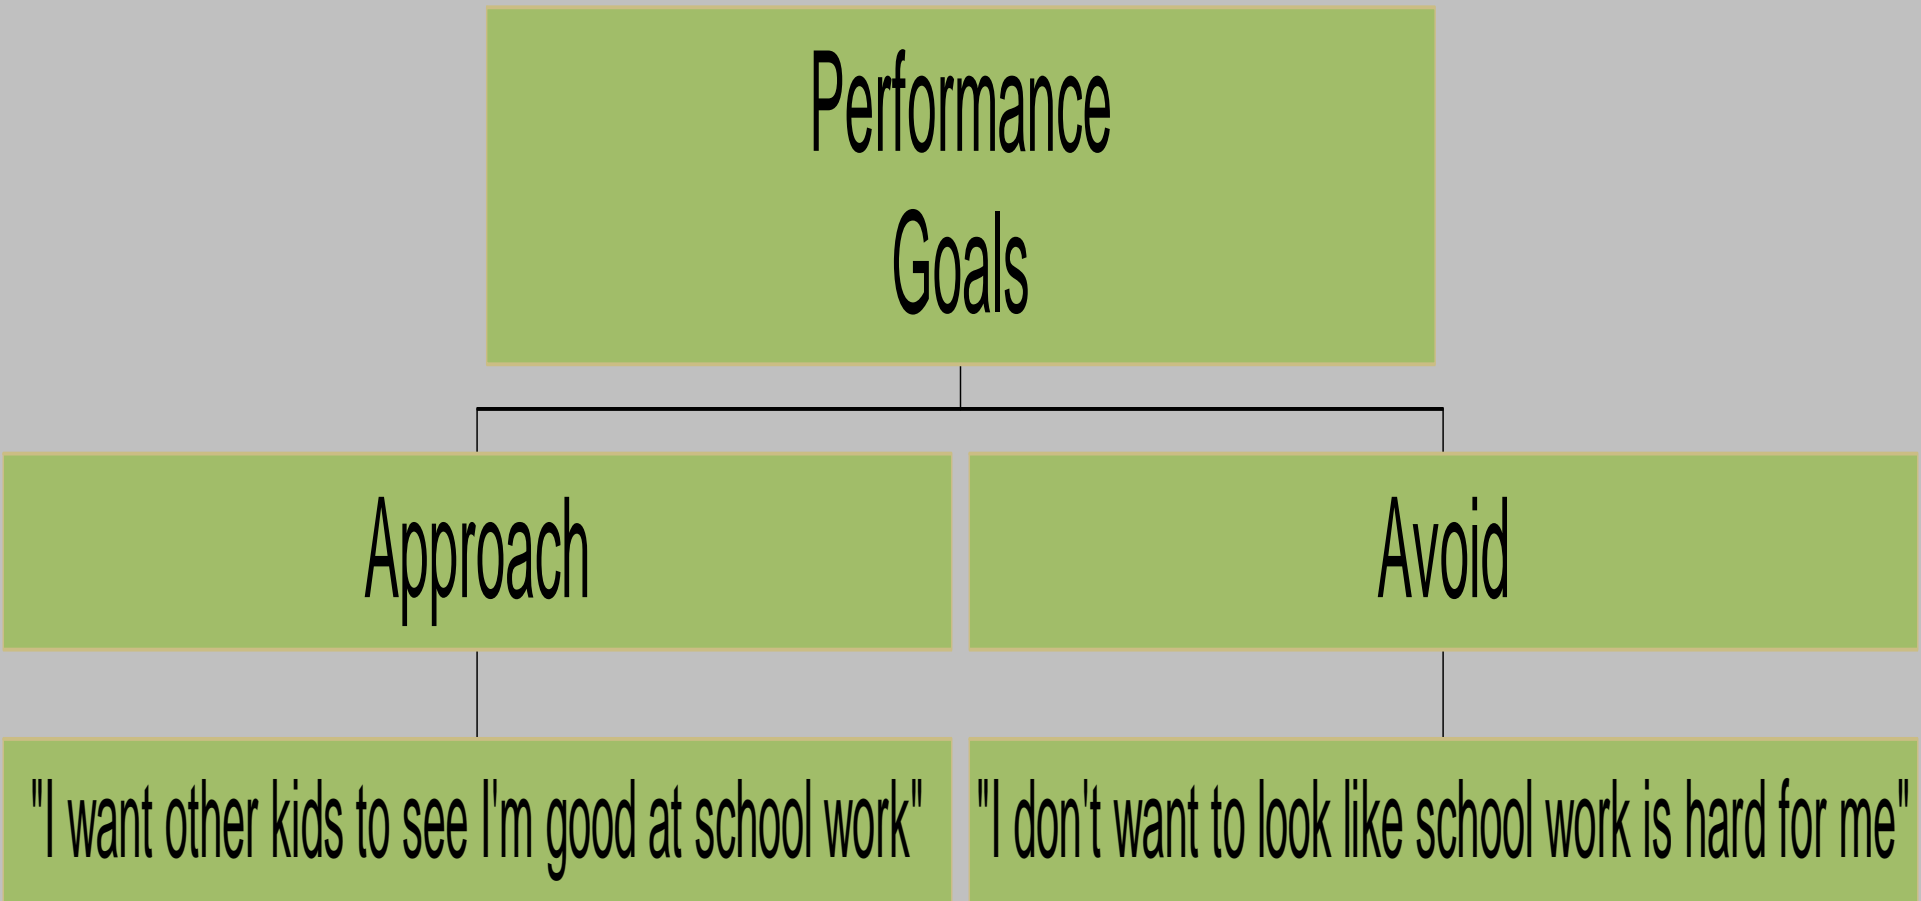 Performance
Goals
Approach
Avoid
"I want other kids to see I'm good at school work"
"I don't want to look like school work is hard for me"